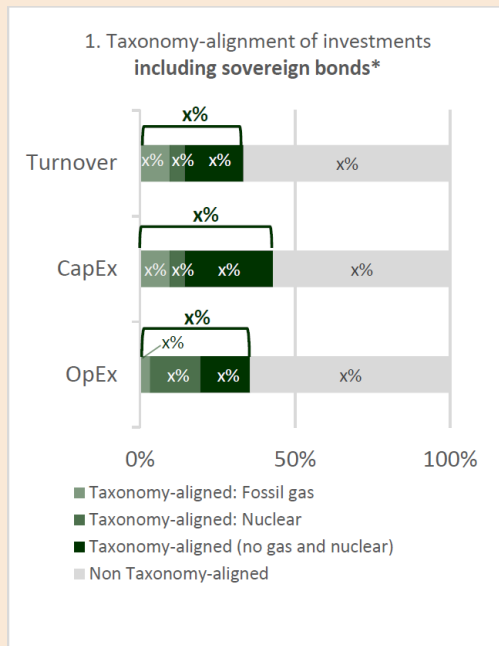 1. Taxonomy-alignment of investments
including sovereign bonds*
x%
Turnover
x% x% x% x%
x%
CapEx
x% x% x% x%
x%
x%
OpEx
x% x% x%
0% 50% 100%
Taxonomy-aligned: Fossil gas
Taxonomy-aligned: Nuclear
Taxonomy-aligned (no gas and nuclear)
Non Taxonomy-aligned